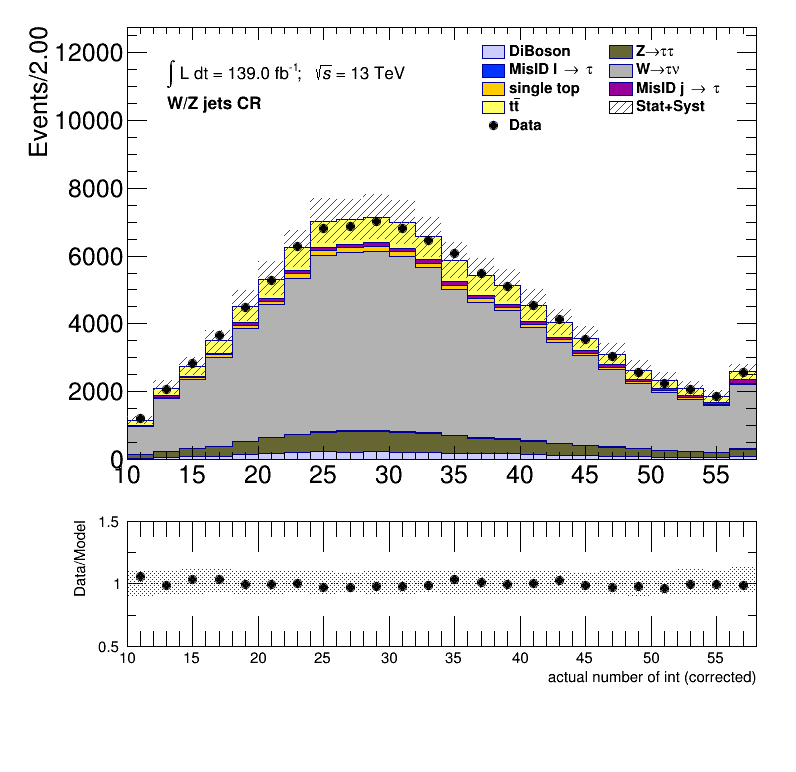 Events/2.00
12000
10000
8000
6000
4000
2000
0
∫ L dt = 139.0 fb⁻¹; √s = 13 TeV
W/Z jets CR
DiBoson Z→ττ
MisID l → τ W→τν
single top MisID j → τ
tt̄ Stat+Syst
Data
10 15 20 25 30 35 40 45 50 55
Data/Model
1.5
1
0.5
10 15 20 25 30 35 40 45 50 55
actual number of int (corrected)